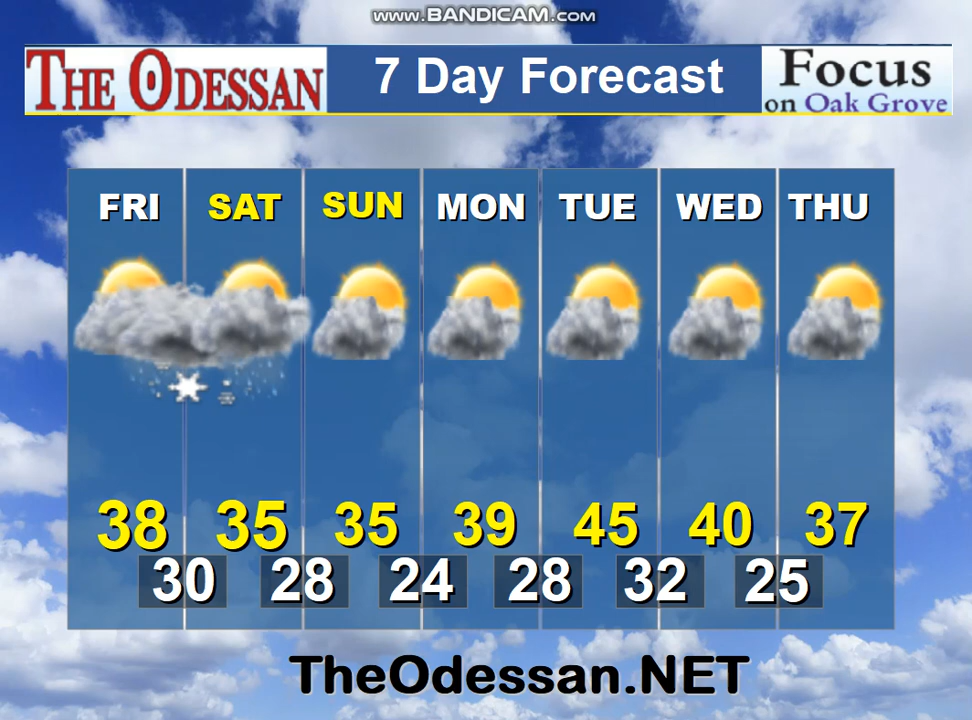 www.BANDICAM.com
THE ODESSAN
7 Day Forecast
Focus
on Oak Grove
FRI SAT SUN MON TUE WED THU
38 35 35 39 45 40 37
30 28 24 28 32 25
TheOdessan.NET